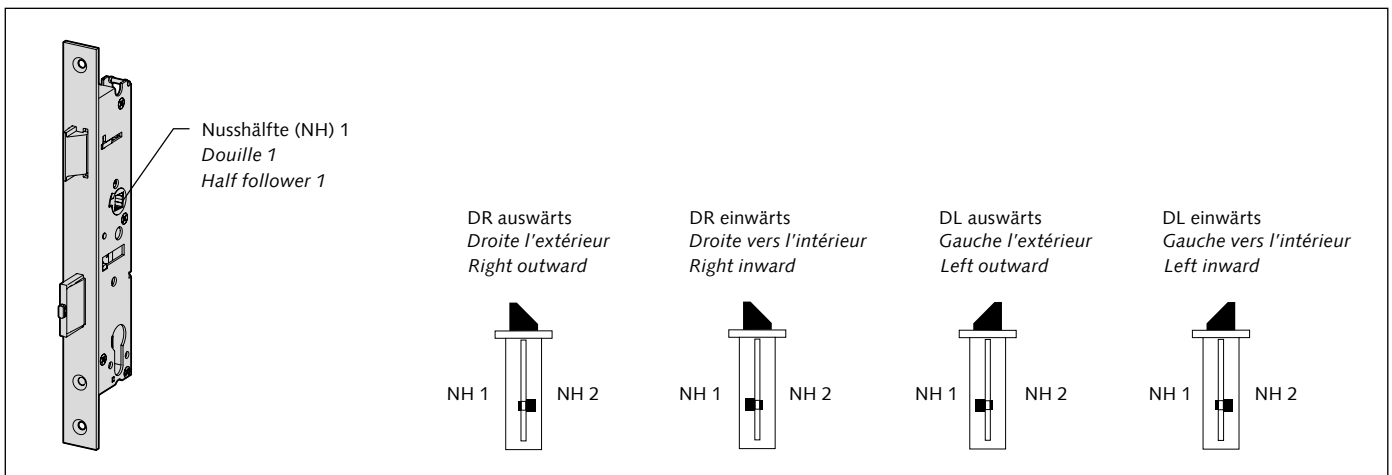 Nusshälfte (NH) 1
Douille 1
Half follower 1
DR auswärts
Droite l'extérieur
Right outward
NH 1
NH 2
DR einwärts
Droite vers l'intérieur
Right inward
NH 1
NH 2
DL auswärts
Gauche l'extérieur
Left outward
NH 1
NH 2
DL einwärts
Gauche vers l'intérieur
Left inward
NH 1
NH 2